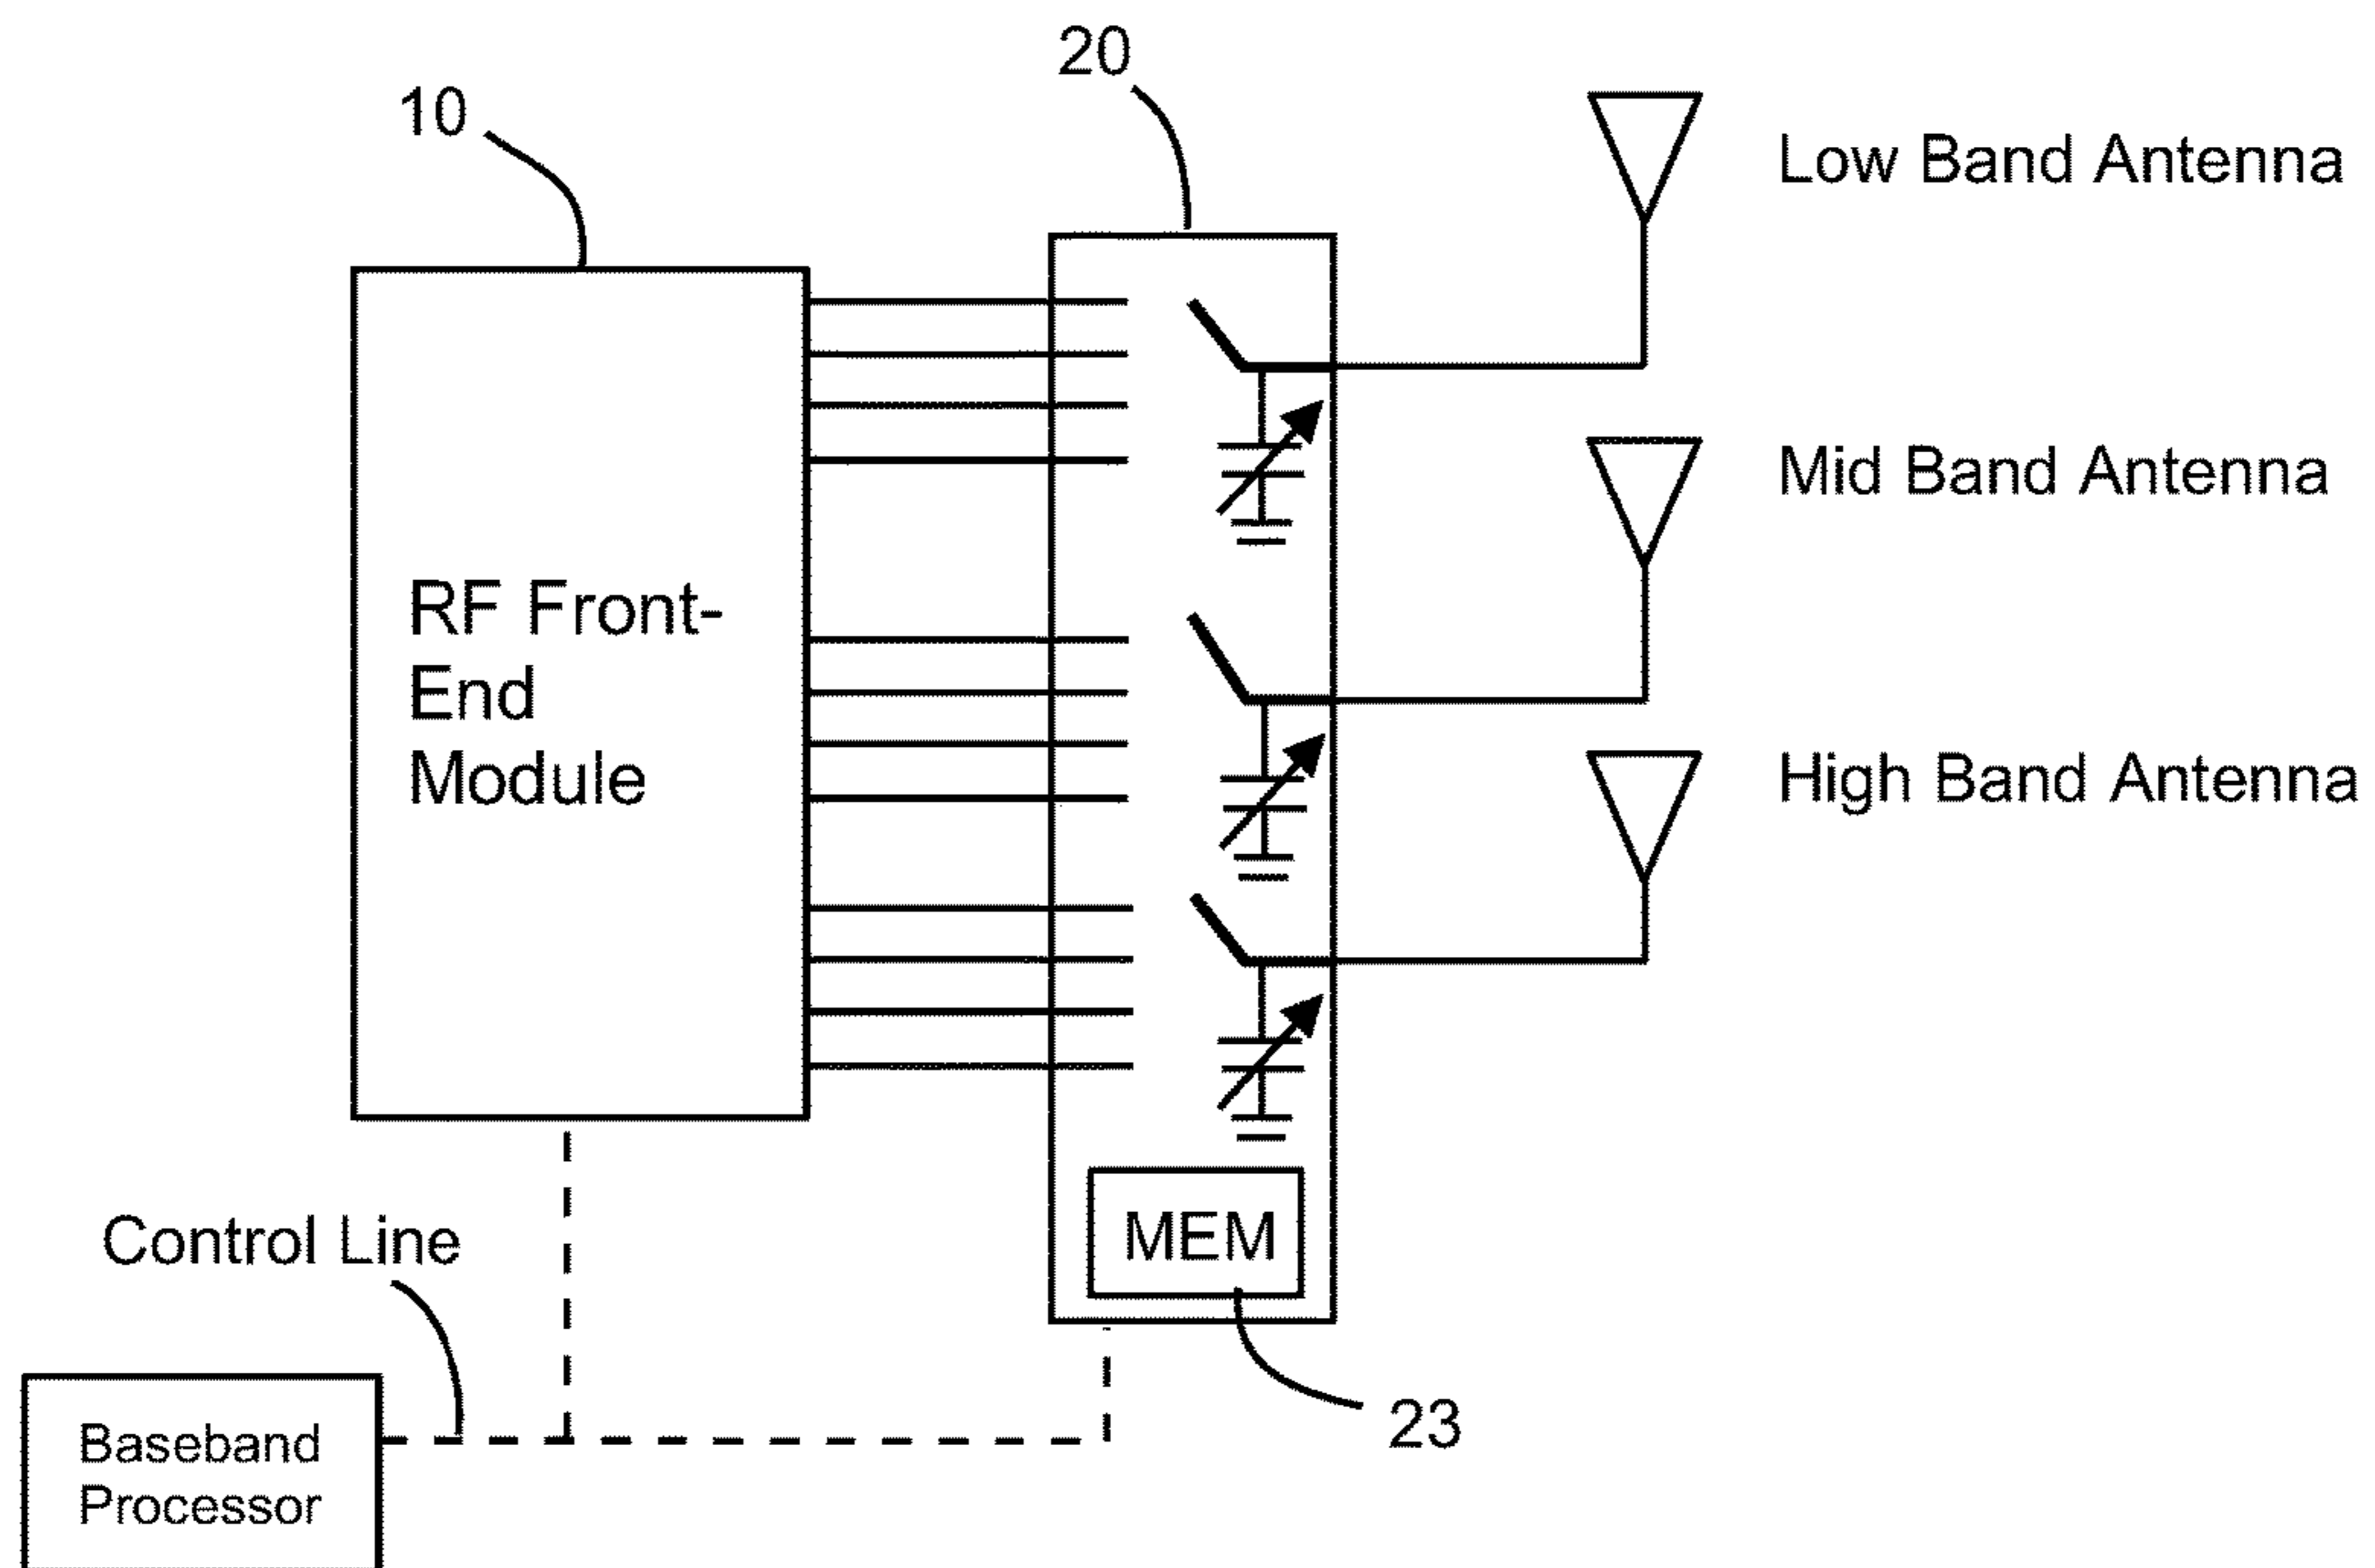 20
10
Low Band Antenna
Mid Band Antenna
RF Front-
End
Module
High Band Antenna
MEM
Control Line
23
Baseband
Processor